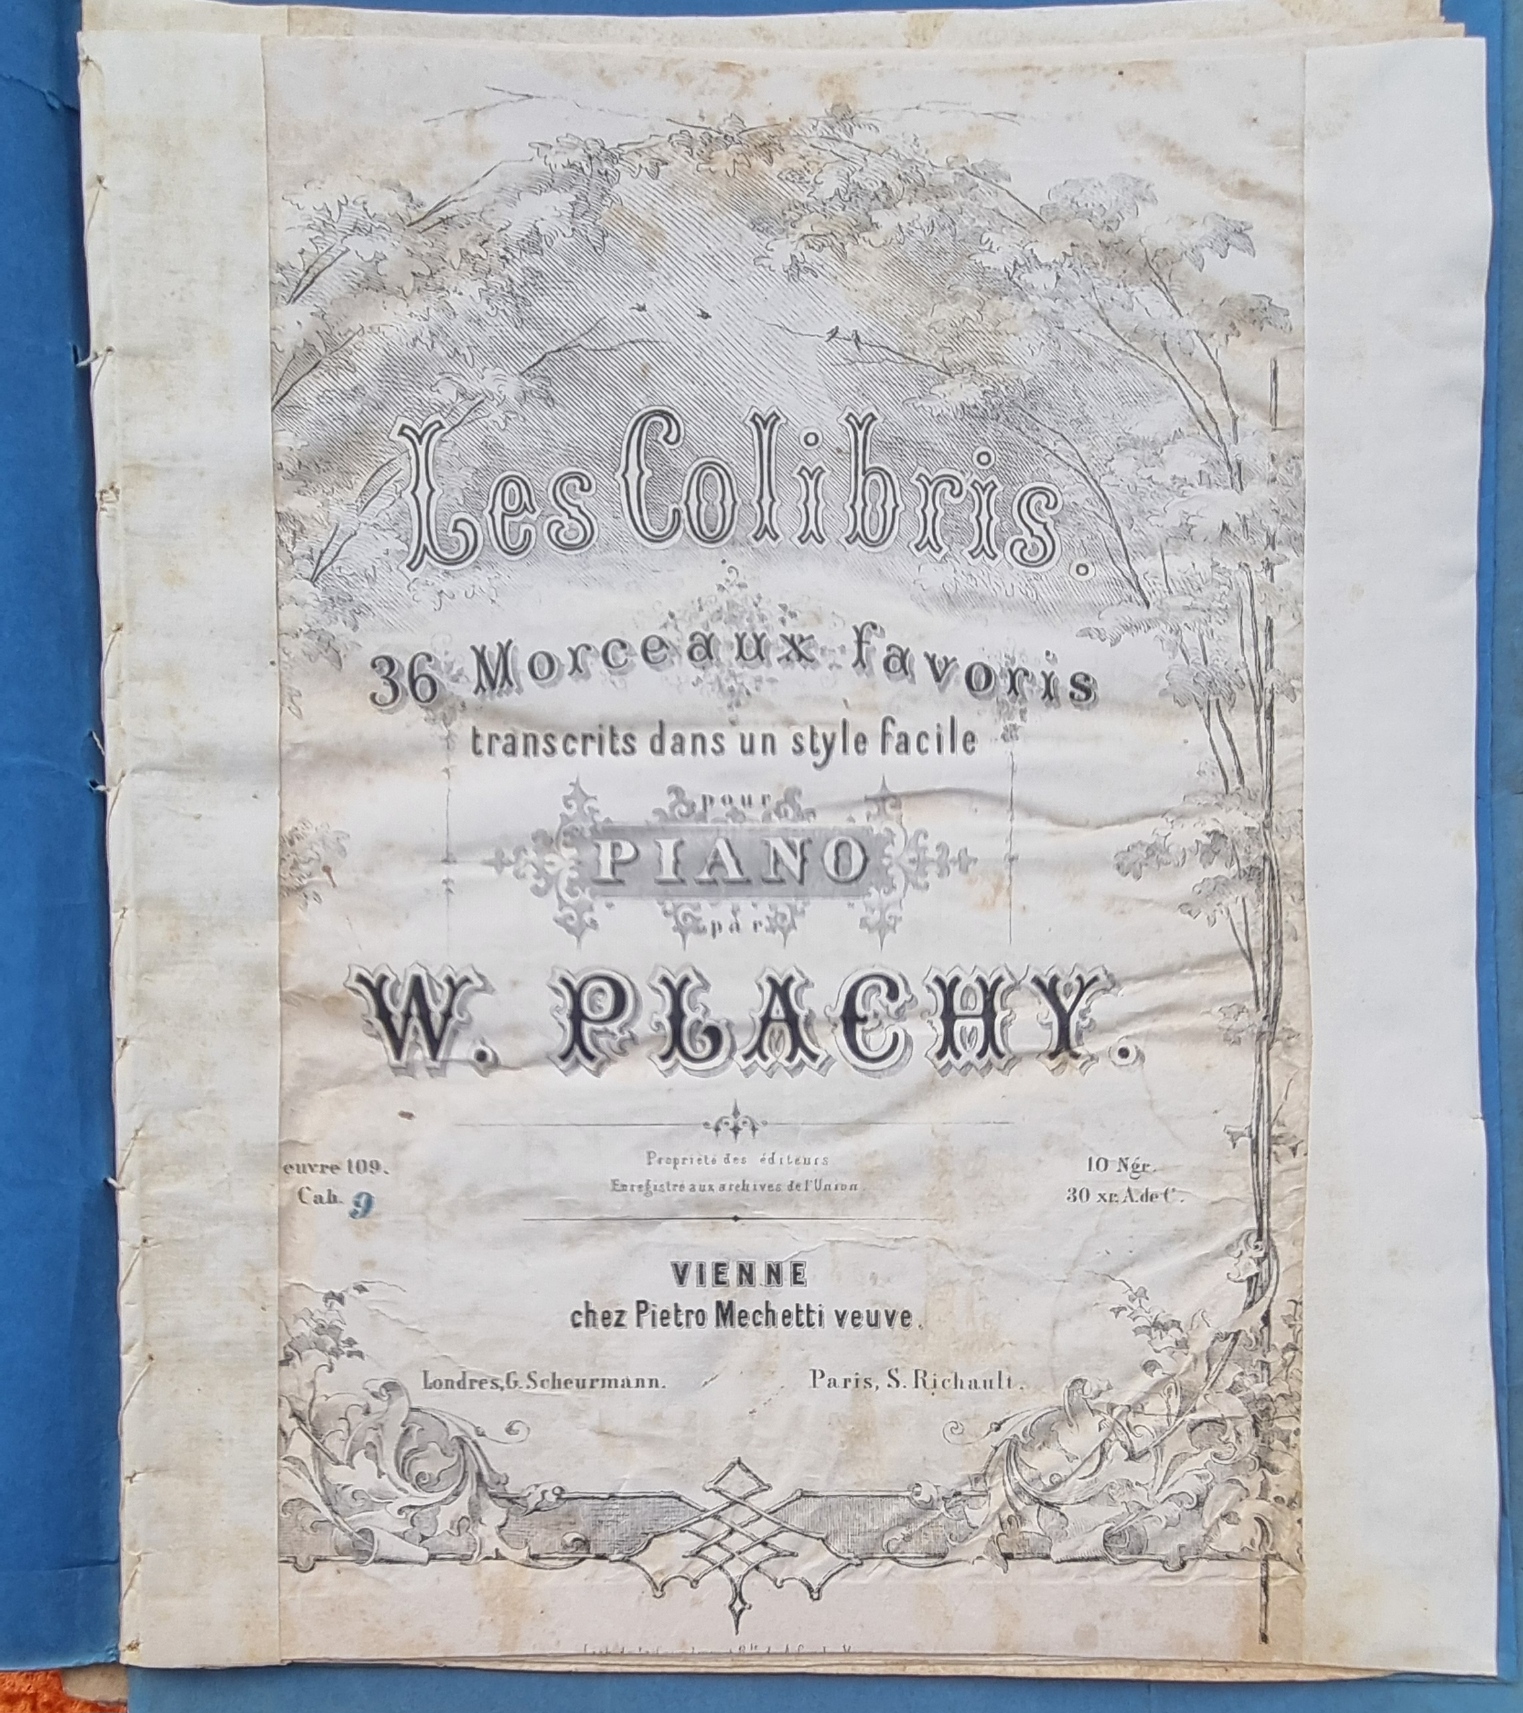 Les Colibris.
36 Morceaux favoris
transcrits dans un style facile
pour
PIANO
par
W. PLACHY.
euvre 109.
Cah. 9
Propriété des éditeurs
Enregistré aux archives de l'Union.
10 Ngr.
30 xr. A. de C.
VIENNE
chez Pietro Mechetti veuve.
Londres, G. Scheurmann.
Paris, S. Richault.